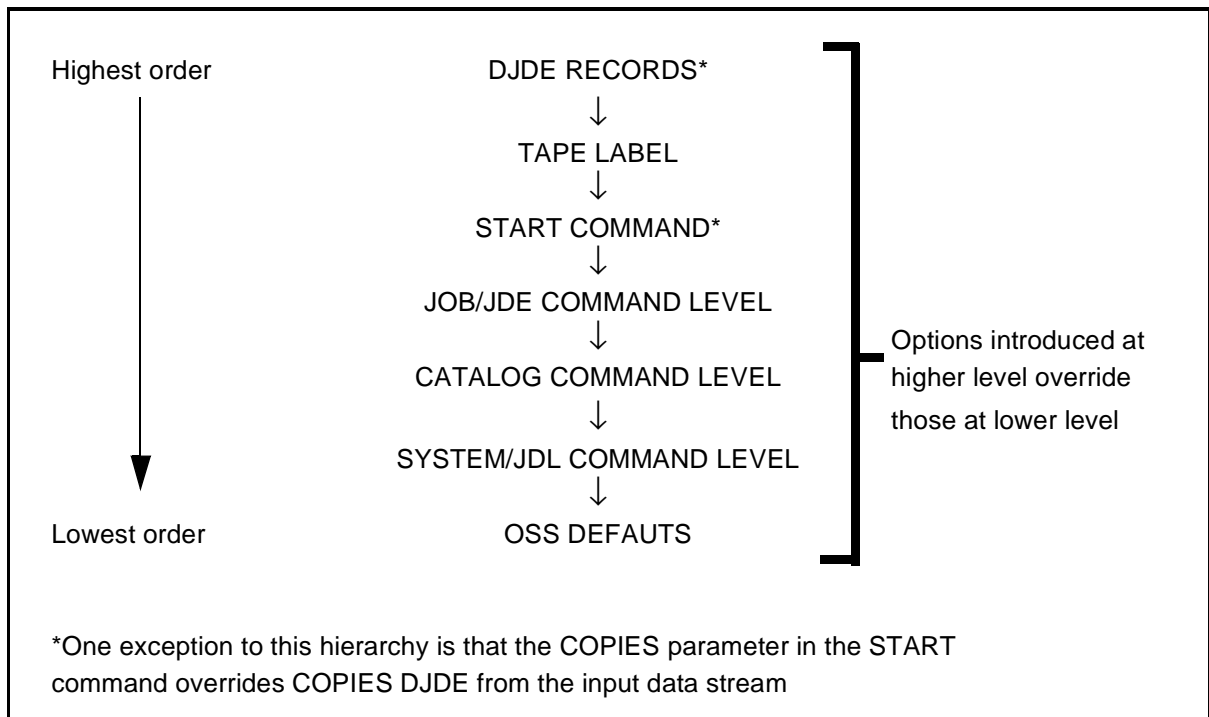 Highest order
DJDE RECORDS*
↓
TAPE LABEL
↓
START COMMAND*
↓
JOB/JDE COMMAND LEVEL
↓
CATALOG COMMAND LEVEL
↓
SYSTEM/JDL COMMAND LEVEL
↓
Lowest order
OSS DEFAUTS
Options introduced at
higher level override
those at lower level
*One exception to this hierarchy is that the COPIES parameter in the START
command overrides COPIES DJDE from the input data stream